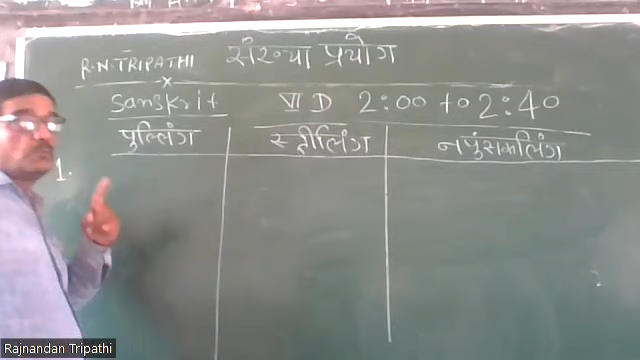 R.N.TRIPATHI संख्या प्रयोग
x
Sanskrit VI D 2:00 to 2:40
पुल्लिंग स्त्रीलिंग नपुंसकलिंग
1.
Rajnandan Tripathi